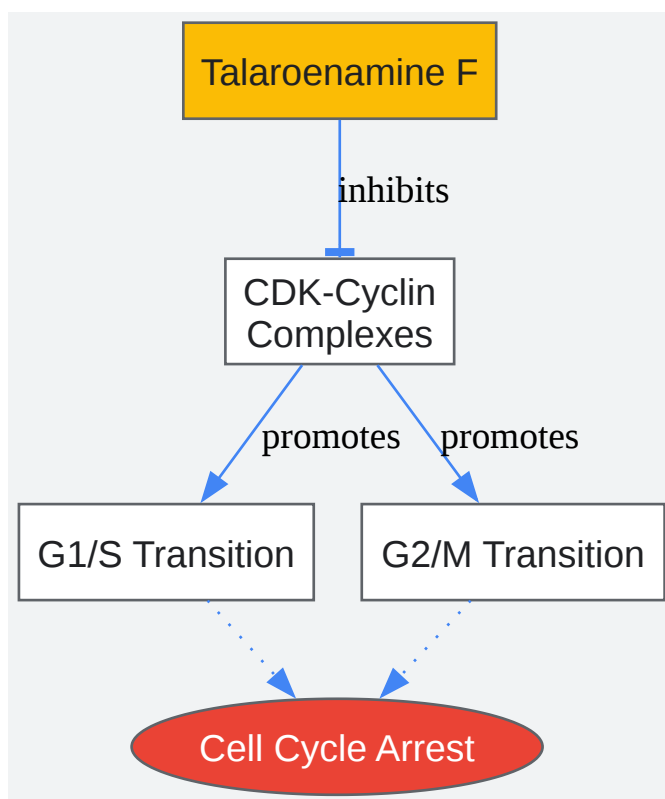 Talaroenamine F
inhibits
CDK-Cyclin
Complexes
promotes promotes
G1/S Transition
G2/M Transition
Cell Cycle Arrest